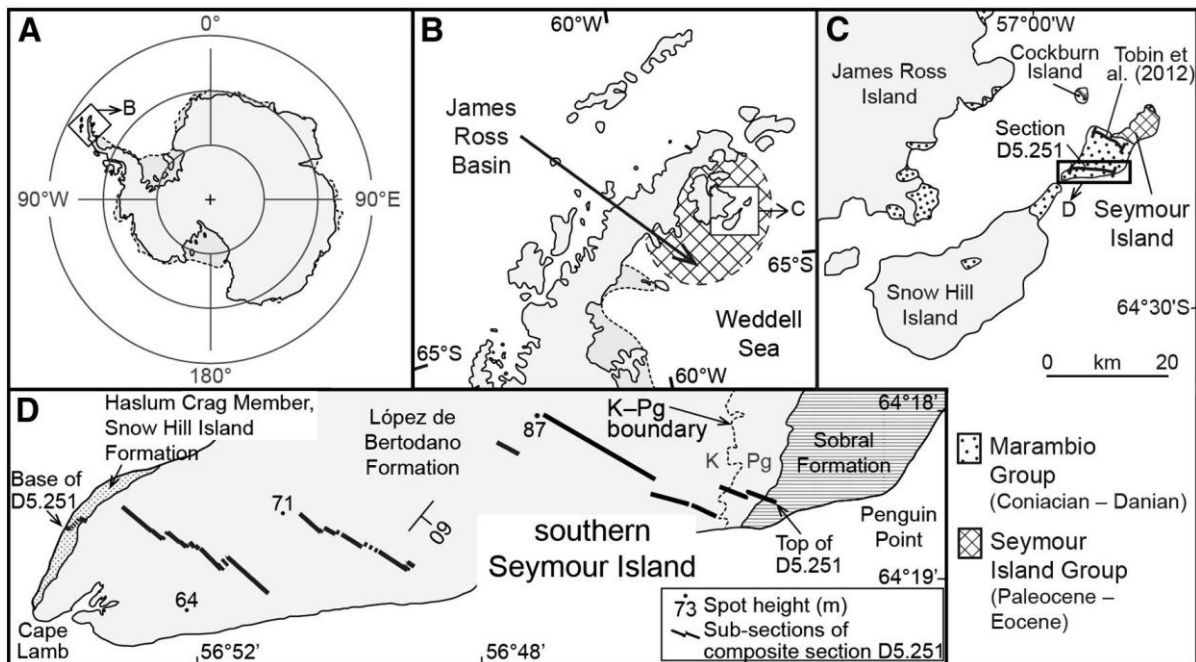 A
0°
B
90°W
90°E
180°
B
60°W
James
Ross
Basin
C
65°S
Weddell
Sea
65°S
60°W
C
57°00'W
Cockburn
Island
Tobin et
al. (2012)
James Ross
Island
Section
D5.251
D
Seymour
Island
Snow Hill
Island
64°30'S
0 km 20
D
Haslum Crag Member,
Snow Hill Island
Formation
Base of
D5.251
López de
Bertodano
Formation
87
K–Pg
boundary
64°18'
K Pg
Sobral
Formation
71
09
southern
Seymour Island
Penguin
Point
Top of
D5.251
64°19'
64
Cape
Lamb
56°52'
56°48'
73 Spot height (m)
Sub-sections of
composite section D5.251
Marambio
Group
(Coniacian – Danian)
Seymour
Island Group
(Paleocene –
Eocene)